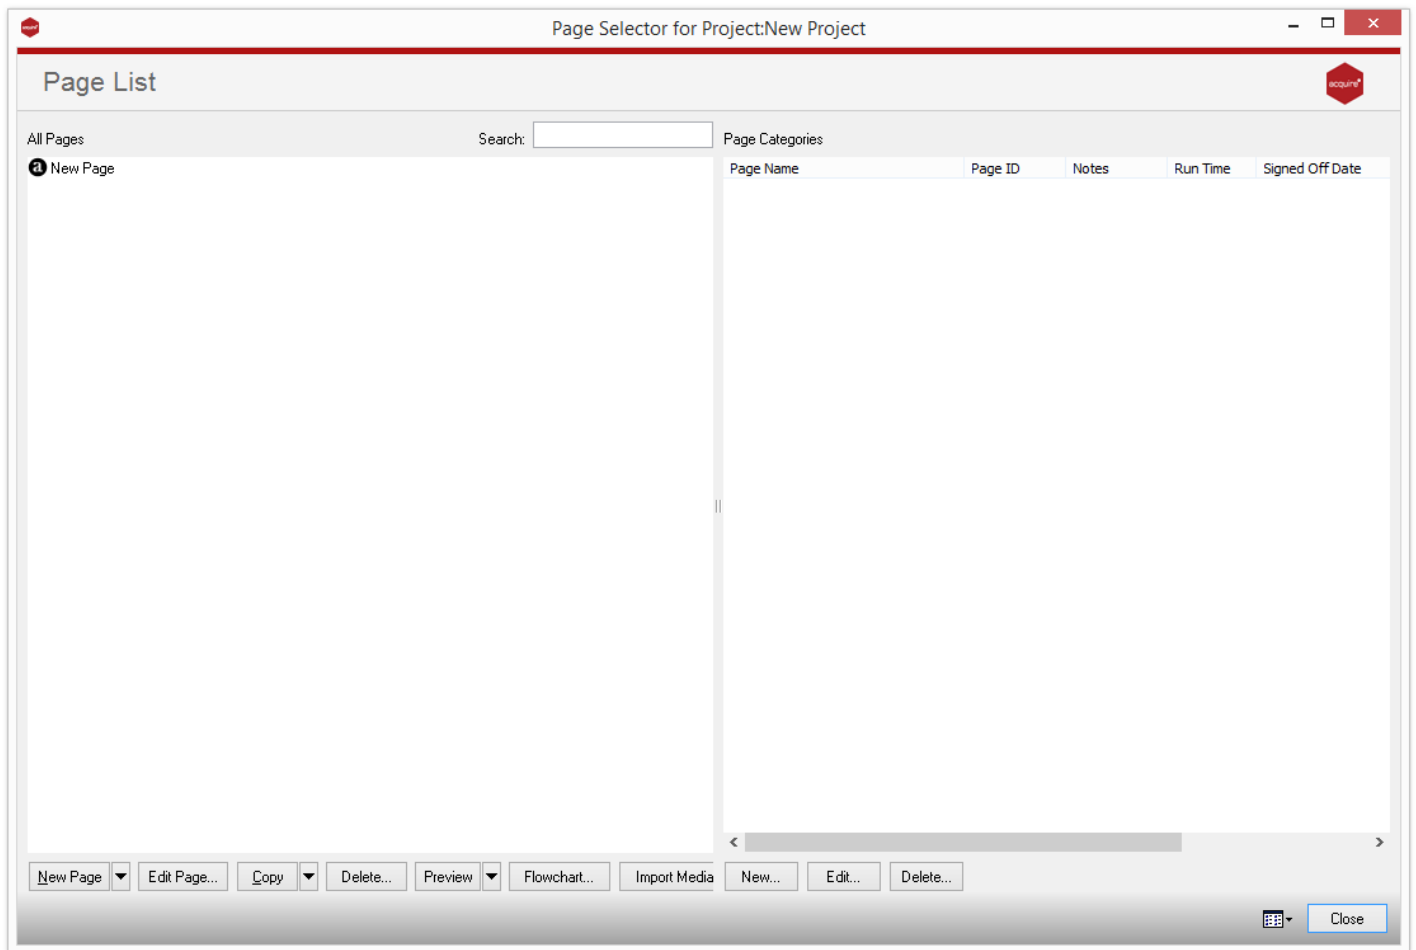 acquire
Page Selector for Project:New Project
Page List
acquire
All Pages
Search:
Page Categories
a New Page
Page Name Page ID Notes Run Time Signed Off Date
New Page Edit Page... Copy Delete... Preview Flowchart... Import Media New... Edit... Delete...
Close